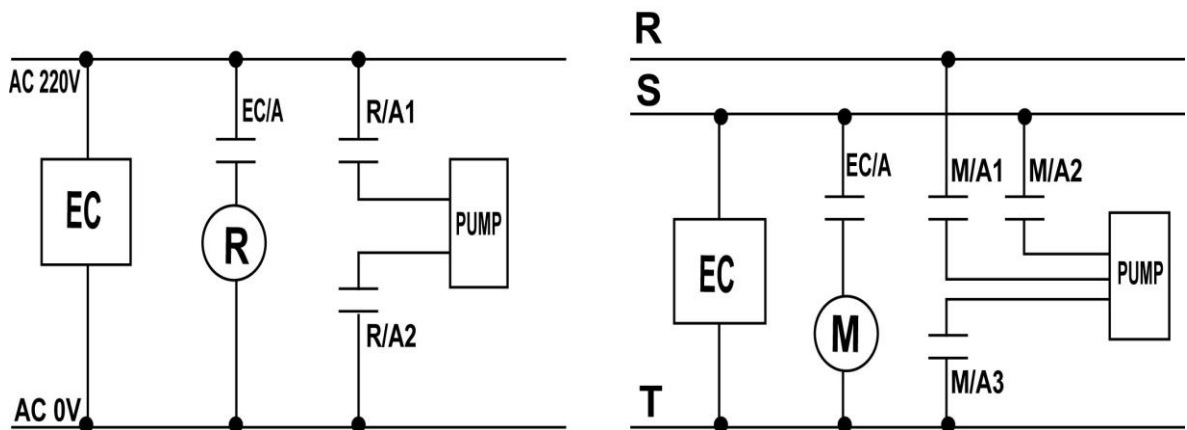 AC 220V
EC/A
R/A1
EC
R
PUMP
R/A2
AC 0V
R
S
EC/A
M/A1
M/A2
EC
M
PUMP
M/A3
T